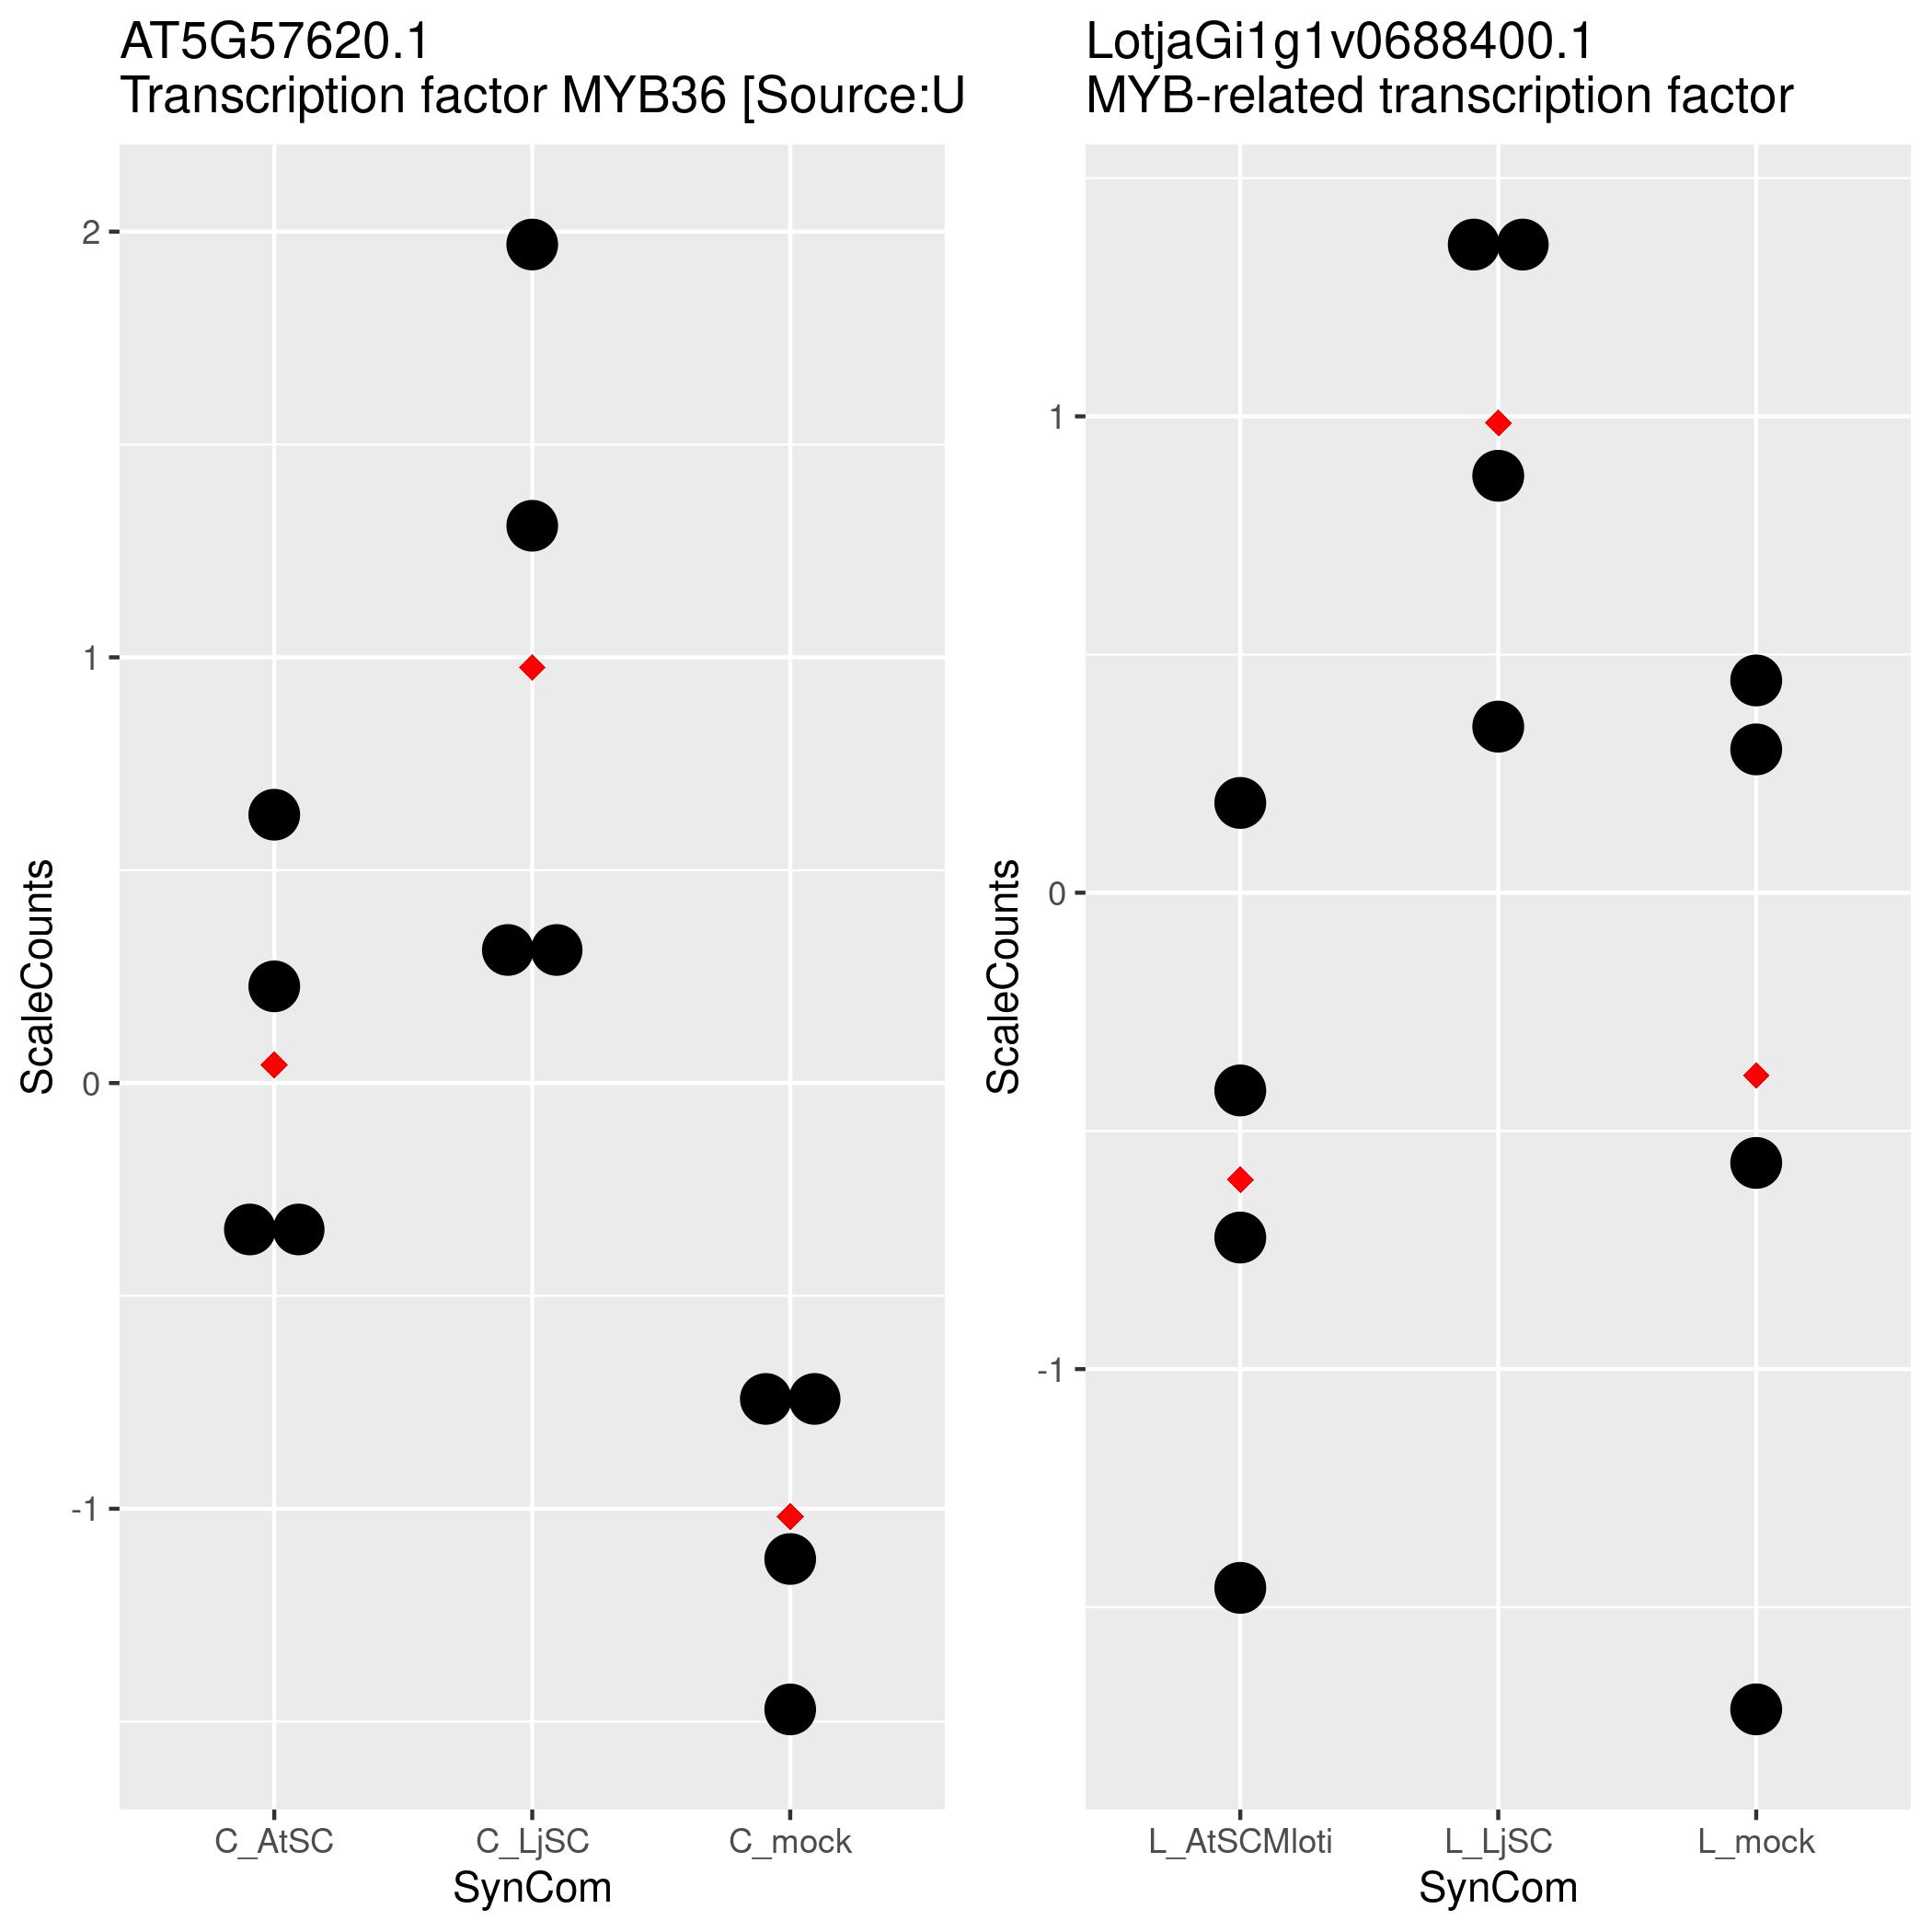 AT5G57620.1
Transcription factor MYB36 [Source:U
ScaleCounts
2
1
0
-1
C_AtSC
C_LjSC
C_mock
SynCom
LotjaGi1g1v0688400.1
MYB-related transcription factor
ScaleCounts
1
0
-1
L_AtSCMloti
L_LjSC
L_mock
SynCom